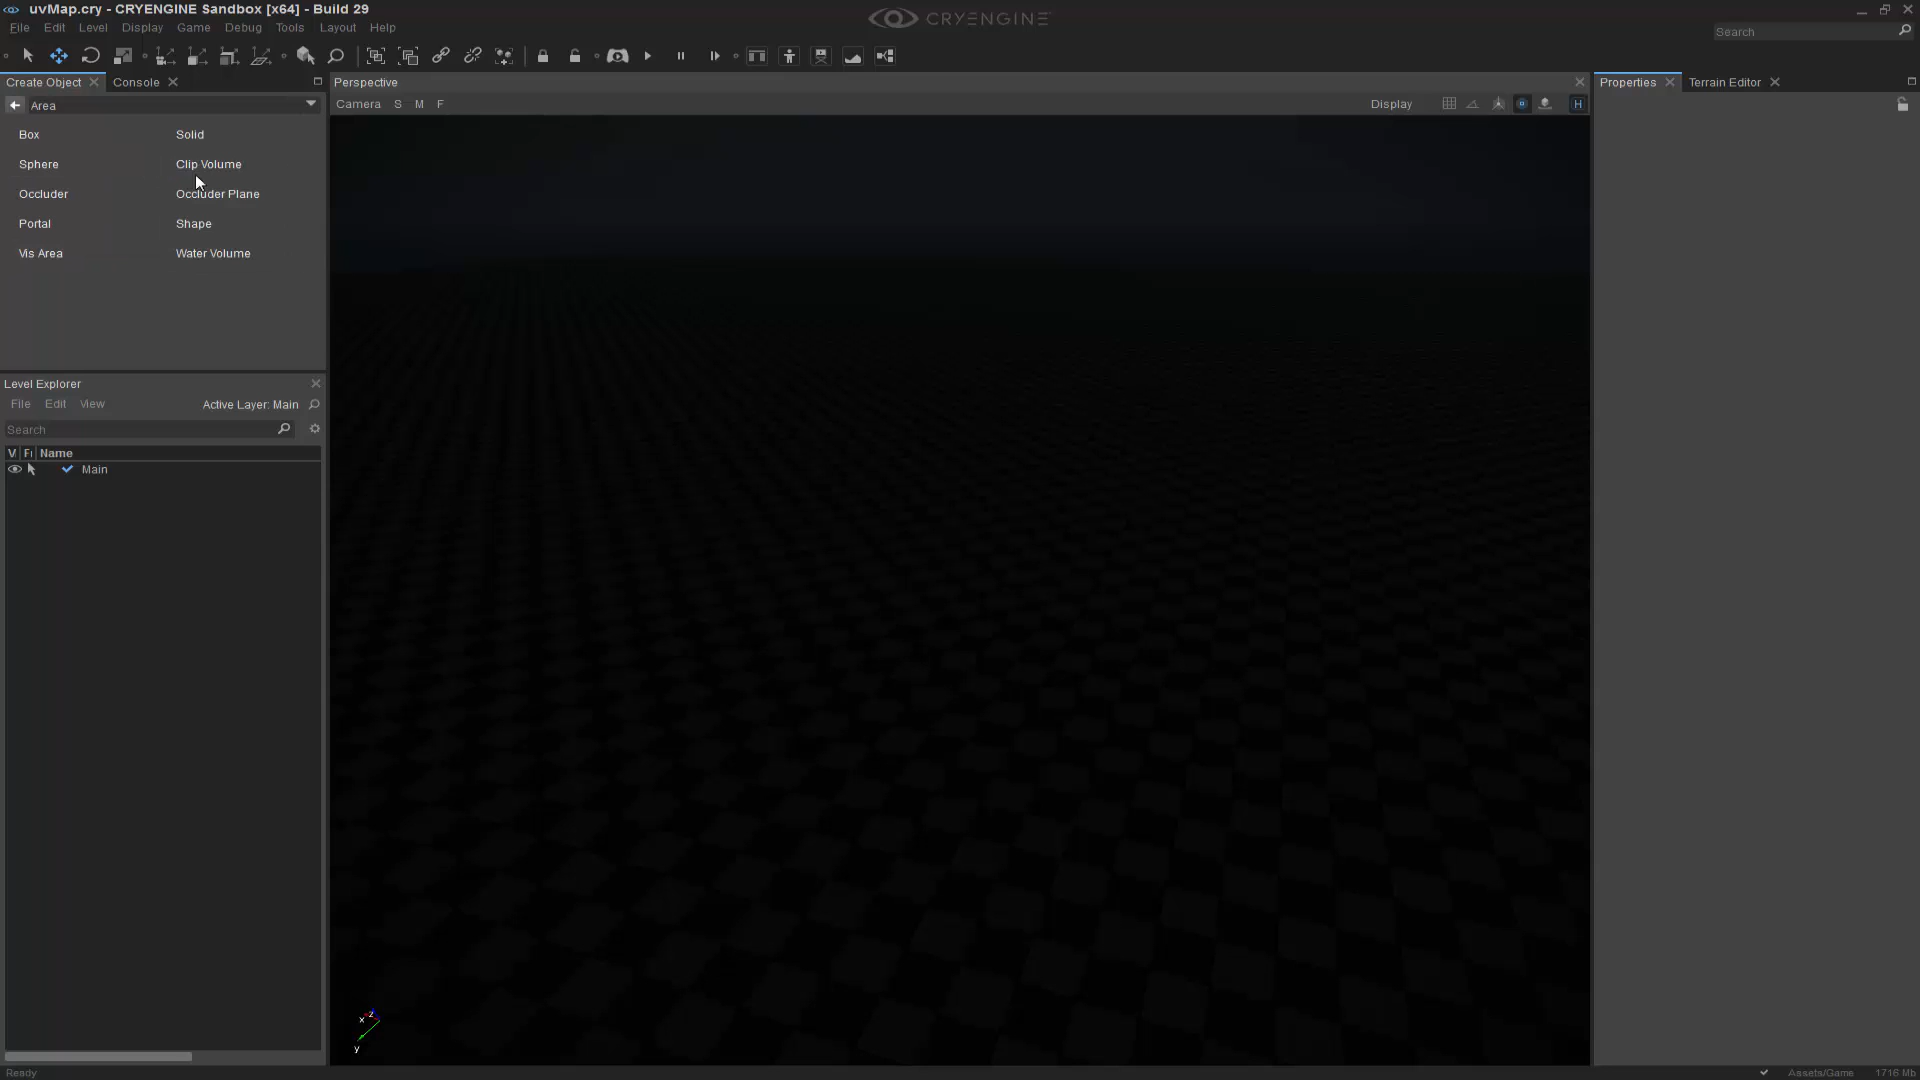 uvMap.cry - CRYENGINE Sandbox [x64] - Build 29
CRYENGINE
File Edit Level Display Game Debug Tools Layout Help
Search
Create Object Console
Perspective
Properties Terrain Editor
Area
Camera S M F
Display
H
Box Solid
Sphere Clip Volume
Occluder Occluder Plane
Portal Shape
Vis Area Water Volume
Level Explorer
File Edit View Active Layer: Main
Search
V Name
Main
x z
y
Ready
Assets/Game 1716 Mb